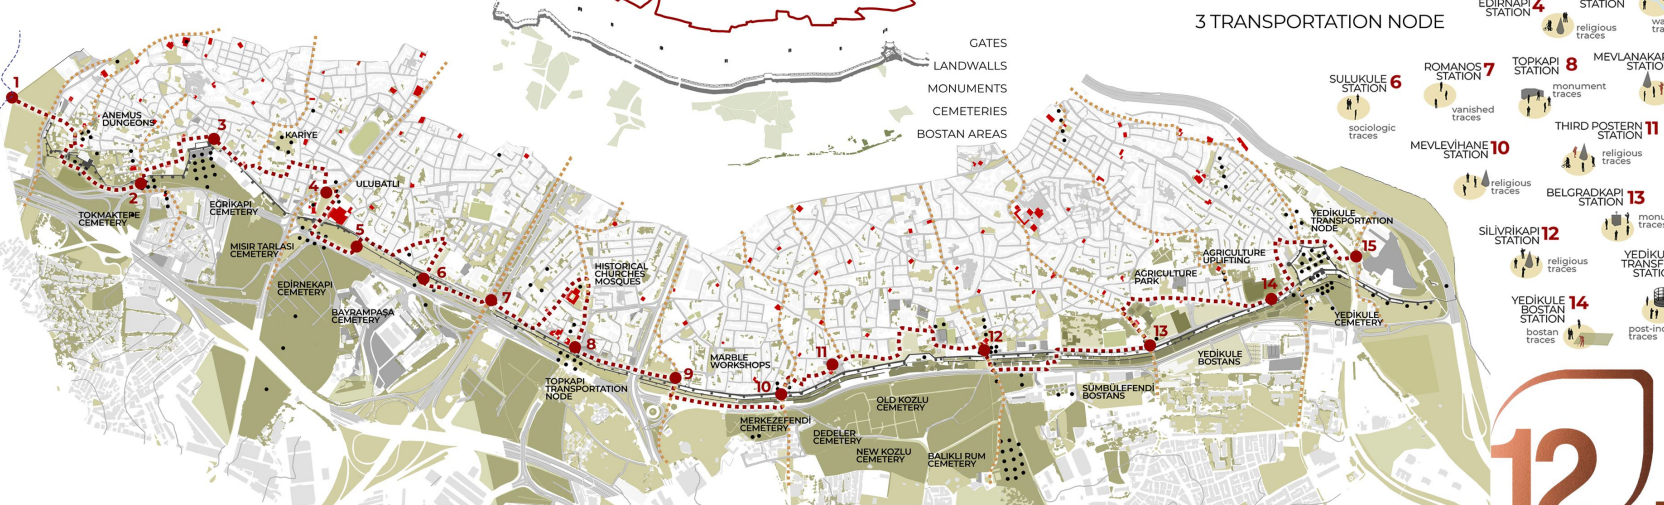 GATES
LANDWALLS
MONUMENTS
CEMETERIES
BOSTAN AREAS
3 TRANSPORTATION NODE
STATION 4
STATION
religious
traces
SULUKULE
STATION 6
sociologic
traces
ROMANOS
STATION 7
vanished
traces
TOPKAPI
STATION 8
monument
traces
MEVLEVİHANE
STATION 10
religious
traces
THIRD POSTERN
STATION 11
religious
traces
SİLİVRİKAPI
STATION 12
religious
traces
BELGRADKAPI
STATION 13
traces
YEDİKULE
BOSTAN
STATION 14
bostan
traces
traces
1
ANEMUS
DUNGEONS
2
TOKMAKTEPE
CEMETERY
3
KARİYE
EĞRİKAPI
CEMETERY
4
ULUBATLI
MISIR TARLASI
CEMETERY
5
EDİRNEKAPI
CEMETERY
BAYRAMPAŞA
CEMETERY
6
7
HISTORICAL
CHURCHES
MOSQUES
8
TOPKAPI
TRANSPORTATION
NODE
9
MARBLE
WORKSHOPS
10
MERKEZEFENDİ
CEMETERY
11
DEDELER
CEMETERY
OLD KOZLU
CEMETERY
NEW KOZLU
CEMETERY
BALIKLI RUM
CEMETERY
12
SÜMBÜLEFENDİ
BOSTANS
13
AGRICULTURE
PARK
AGRICULTURE
UPLIFTING
14
YEDİKULE
BOSTANS
YEDİKULE
TRANSPORTATION
NODE
15
YEDİKULE
CEMETERY
12